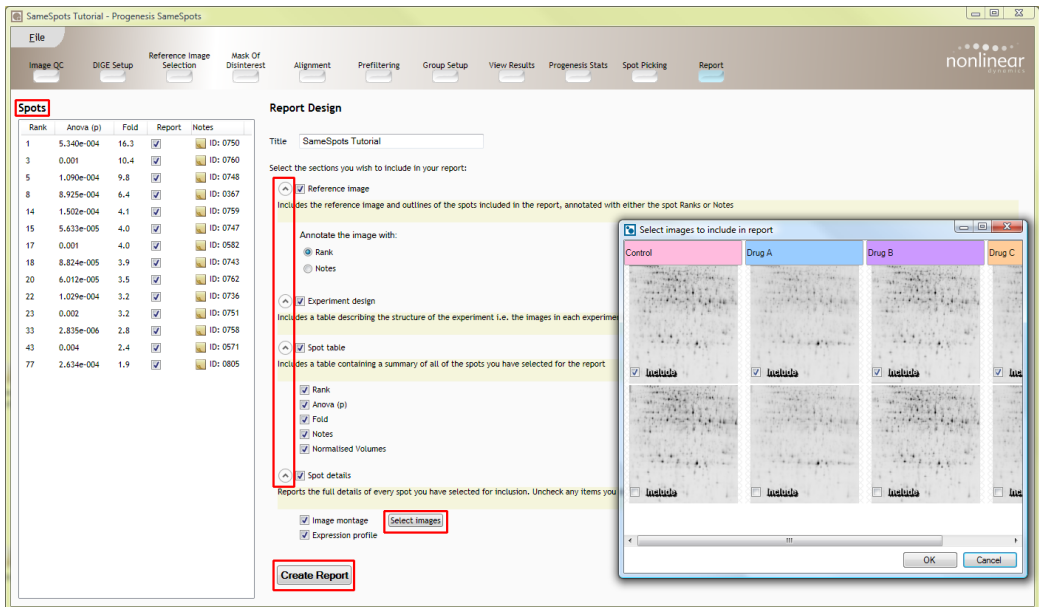 SameSpots Tutorial - Progenesis SameSpots
File
Image QC
DIGE Setup
Reference Image
Selection
Mask Of
Disinterest
Alignment
Prefiltering
Group Setup
View Results
Progenesis Stats
Spot Picking
Report
nonlinear
dynamics
Spots
Rank Anova (p) Fold Report Notes
1 5.340e-004 16.3 ID: 0750
3 0.001 10.4 ID: 0760
5 1.090e-004 9.8 ID: 0748
8 8.925e-004 6.4 ID: 0367
14 1.502e-004 4.1 ID: 0759
15 5.633e-005 4.0 ID: 0747
17 0.001 4.0 ID: 0582
18 8.824e-005 3.9 ID: 0743
20 6.012e-005 3.5 ID: 0762
22 1.029e-004 3.2 ID: 0736
23 0.002 3.2 ID: 0751
33 2.835e-006 2.8 ID: 0758
43 0.004 2.4 ID: 0571
77 2.634e-004 1.9 ID: 0805
Report Design
Title SameSpots Tutorial
Select the sections you wish to include in your report:
Reference image
Includes the reference image and outlines of the spots included in the report, annotated with either the spot Ranks or Notes
Annotate the image with:
Rank
Notes
Experiment design
Includes a table describing the structure of the experiment i.e. the images in each experime
Spot table
Includes a table containing a summary of all of the spots you have selected for the report
Rank
Anova (p)
Fold
Notes
Normalised Volumes
Spot details
Reports the full details of every spot you have selected for inclusion. Uncheck any items you
Image montage Select images
Expression profile
Create Report
Select images to include in report
Control Drug A Drug B Drug C
Include Include Include Inc
Include Include Include Inc
OK Cancel